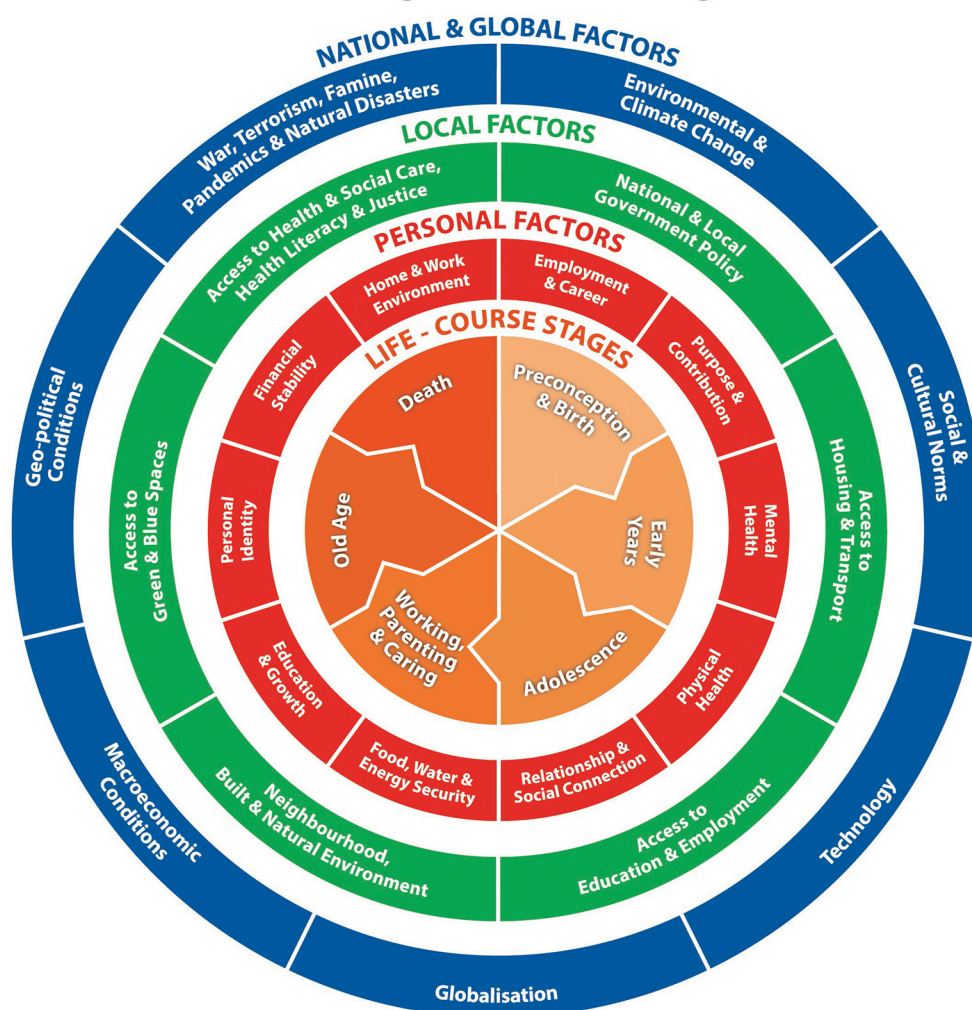 NATIONAL & GLOBAL FACTORS
War, Terrorism, Famine,
Pandemics & Natural Disasters
Environmental &
Climate Change
Social &
Cultural Norms
Technology
Globalisation
Macroeconomic
Conditions
Geo-political
Conditions
LOCAL FACTORS
Access to Health & Social Care,
Health Literacy & Justice
National & Local
Government Policy
Access to
Housing & Transport
Access to
Education & Employment
Neighbourhood,
Built & Natural Environment
Access to
Green & Blue Spaces
PERSONAL FACTORS
Home & Work
Environment
Employment
& Career
Purpose &
Contribution
Mental
Health
Physical
Health
Relationship &
Social Connection
Food, Water &
Energy Security
Education
& Growth
Personal
Identity
Financial
Stability
LIFE - COURSE STAGES
Preconception
& Birth
Early
Years
Adolescence
Working,
Parenting
& Caring
Old Age
Death